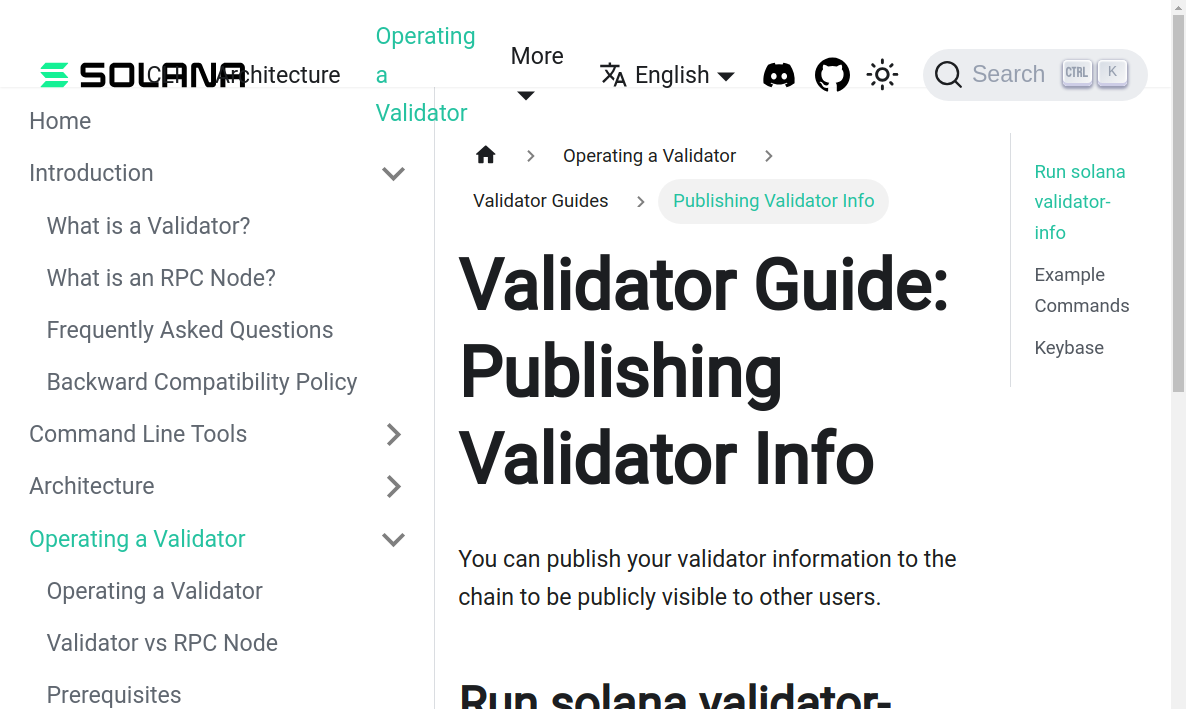 SOLANA
CLI
Architecture
Operating
a
Validator
More
English
Search
CTRL
K
Home
Introduction
What is a Validator?
What is an RPC Node?
Frequently Asked Questions
Backward Compatibility Policy
Command Line Tools
Architecture
Operating a Validator
Operating a Validator
Validator vs RPC Node
Prerequisites
Operating a Validator
Validator Guides
Publishing Validator Info
Validator Guide:
Publishing
Validator Info
You can publish your validator information to the
chain to be publicly visible to other users.
Run solana validator-
Run solana
validator-
info
Example
Commands
Keybase